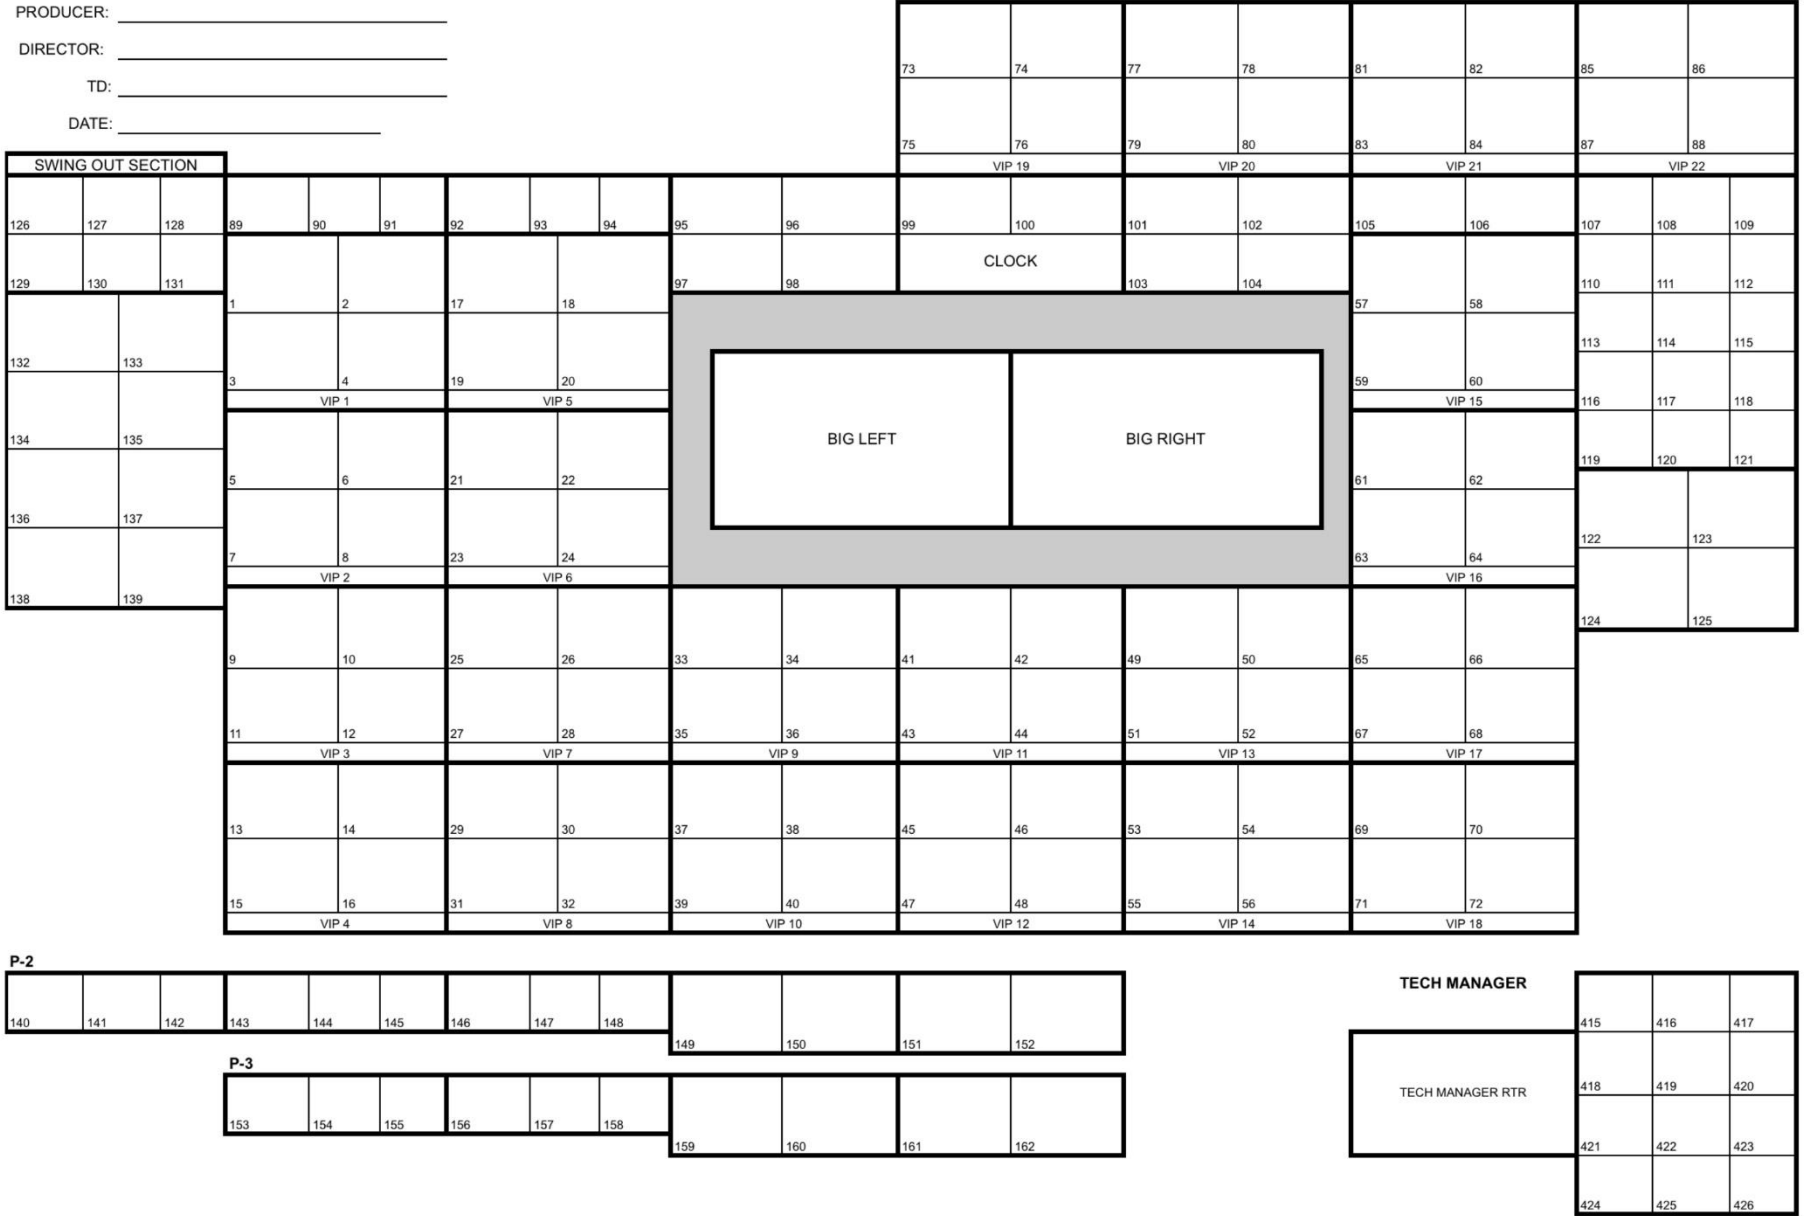 PRODUCER:
DIRECTOR:
TD:
DATE:
73 74 77 78 81 82 85 86
75 76 79 80 83 84 87 88
VIP 19 VIP 20 VIP 21 VIP 22
SWING OUT SECTION
126 127 128 89 90 91 92 93 94 95 96 99 100 101 102 105 106 107 108 109
CLOCK
129 130 131 97 98 103 104 110 111 112
1 2 17 18 57 58
113 114 115
132 133
3 4 19 20 59 60
VIP 1 VIP 5 VIP 15 116 117 118
134 135 BIG LEFT BIG RIGHT
119 120 121
5 6 21 22 61 62
136 137
122 123
7 8 23 24 63 64
VIP 2 VIP 6 VIP 16
138 139
124 125
9 10 25 26 33 34 41 42 49 50 65 66
11 12 27 28 35 36 43 44 51 52 67 68
VIP 3 VIP 7 VIP 9 VIP 11 VIP 13 VIP 17
13 14 29 30 37 38 45 46 53 54 69 70
15 16 31 32 39 40 47 48 55 56 71 72
VIP 4 VIP 8 VIP 10 VIP 12 VIP 14 VIP 18
P-2
TECH MANAGER
140 141 142 143 144 145 146 147 148 415 416 417
149 150 151 152
P-3
418 419 420
TECH MANAGER RTR
153 154 155 156 157 158
159 160 161 162 421 422 423
424 425 426